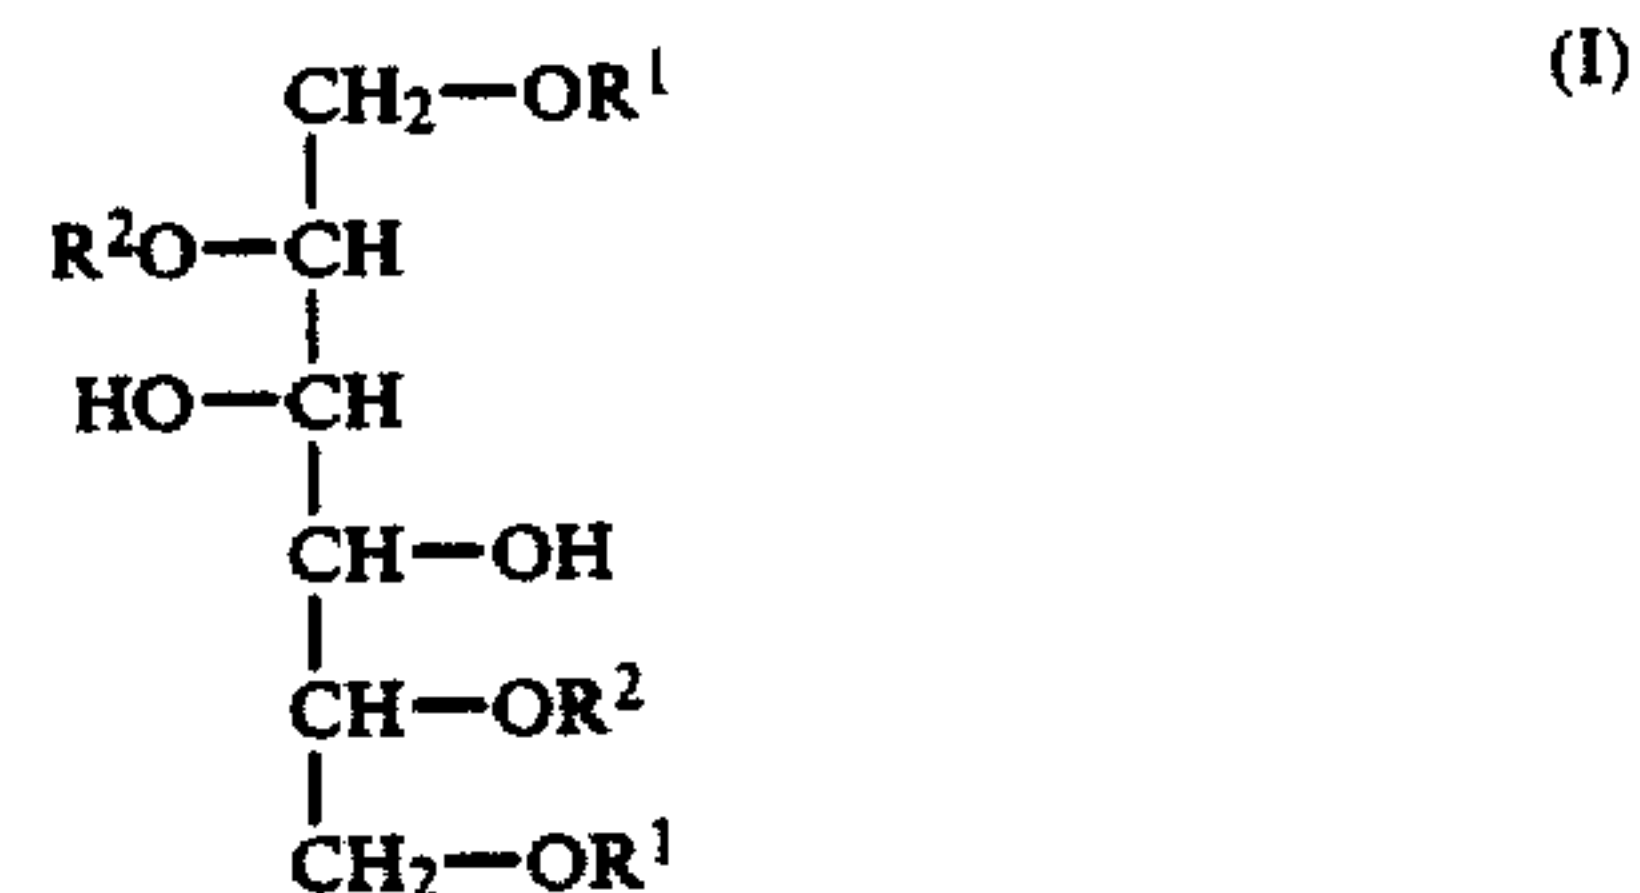 CH₂—OR¹ (I)
R²O—CH
HO—CH
CH—OH
CH—OR²
CH₂—OR¹